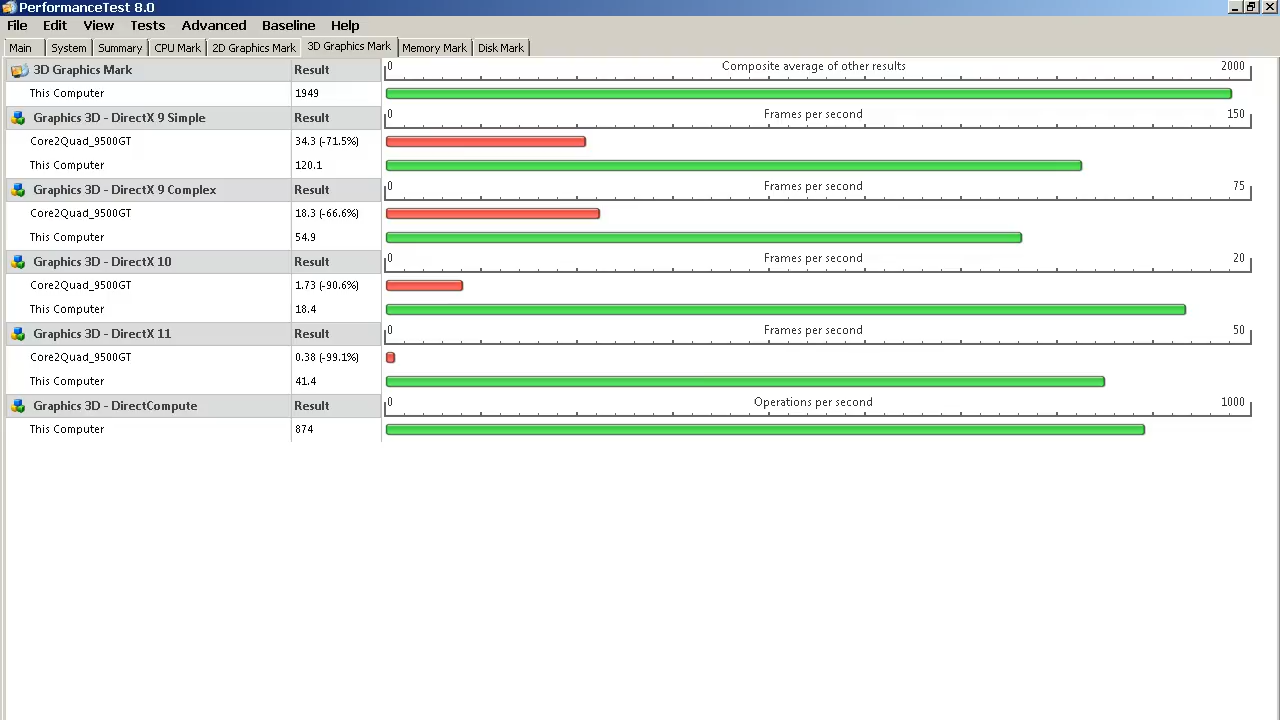 PerformanceTest 8.0
File Edit View Tests Advanced Baseline Help
Main System Summary CPU Mark 2D Graphics Mark 3D Graphics Mark Memory Mark Disk Mark
3D Graphics Mark Result 0 Composite average of other results 2000
This Computer 1949
Graphics 3D - DirectX 9 Simple Result 0 Frames per second 150
Core2Quad_9500GT 34.3 (-71.5%)
This Computer 120.1
Graphics 3D - DirectX 9 Complex Result 0 Frames per second 75
Core2Quad_9500GT 18.3 (-66.6%)
This Computer 54.9
Graphics 3D - DirectX 10 Result 0 Frames per second 20
Core2Quad_9500GT 1.73 (-90.6%)
This Computer 18.4
Graphics 3D - DirectX 11 Result 0 Frames per second 50
Core2Quad_9500GT 0.38 (-99.1%)
This Computer 41.4
Graphics 3D - DirectCompute Result 0 Operations per second 1000
This Computer 874